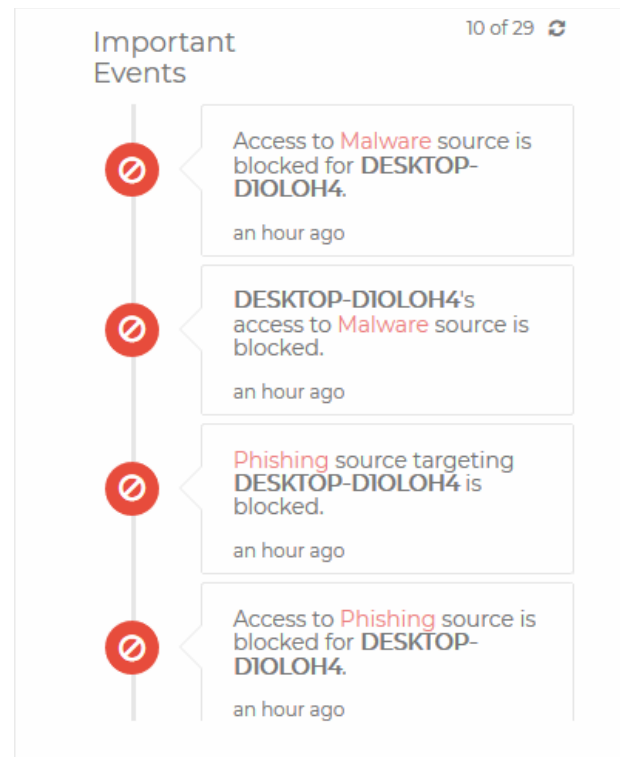 Important
Events
10 of 29
Access to Malware source is
blocked for DESKTOP-
D1OLOH4.
an hour ago
DESKTOP-D1OLOH4's
access to Malware source is
blocked.
an hour ago
Phishing source targeting
DESKTOP-D1OLOH4 is
blocked.
an hour ago
Access to Phishing source is
blocked for DESKTOP-
D1OLOH4.
an hour ago